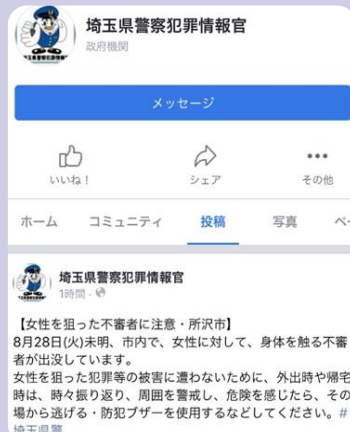 埼玉県警察犯罪情報官
政府機関
メッセージ
いいね！
シェア
その他
ホーム
コミュニティ
投稿
写真
ペー
埼玉県警察犯罪情報官
1時間 ·
【女性を狙った不審者に注意・所沢市】
8月28日(火)未明、市内で、女性に対して、身体を触る不審
者が出没しています。
女性を狙った犯罪等の被害に遭わないために、外出時や帰宅
時は、時々振り返り、周囲を警戒し、危険を感じたら、その
場から逃げる・防犯ブザーを使用するなどしてください。#
埼玉県警